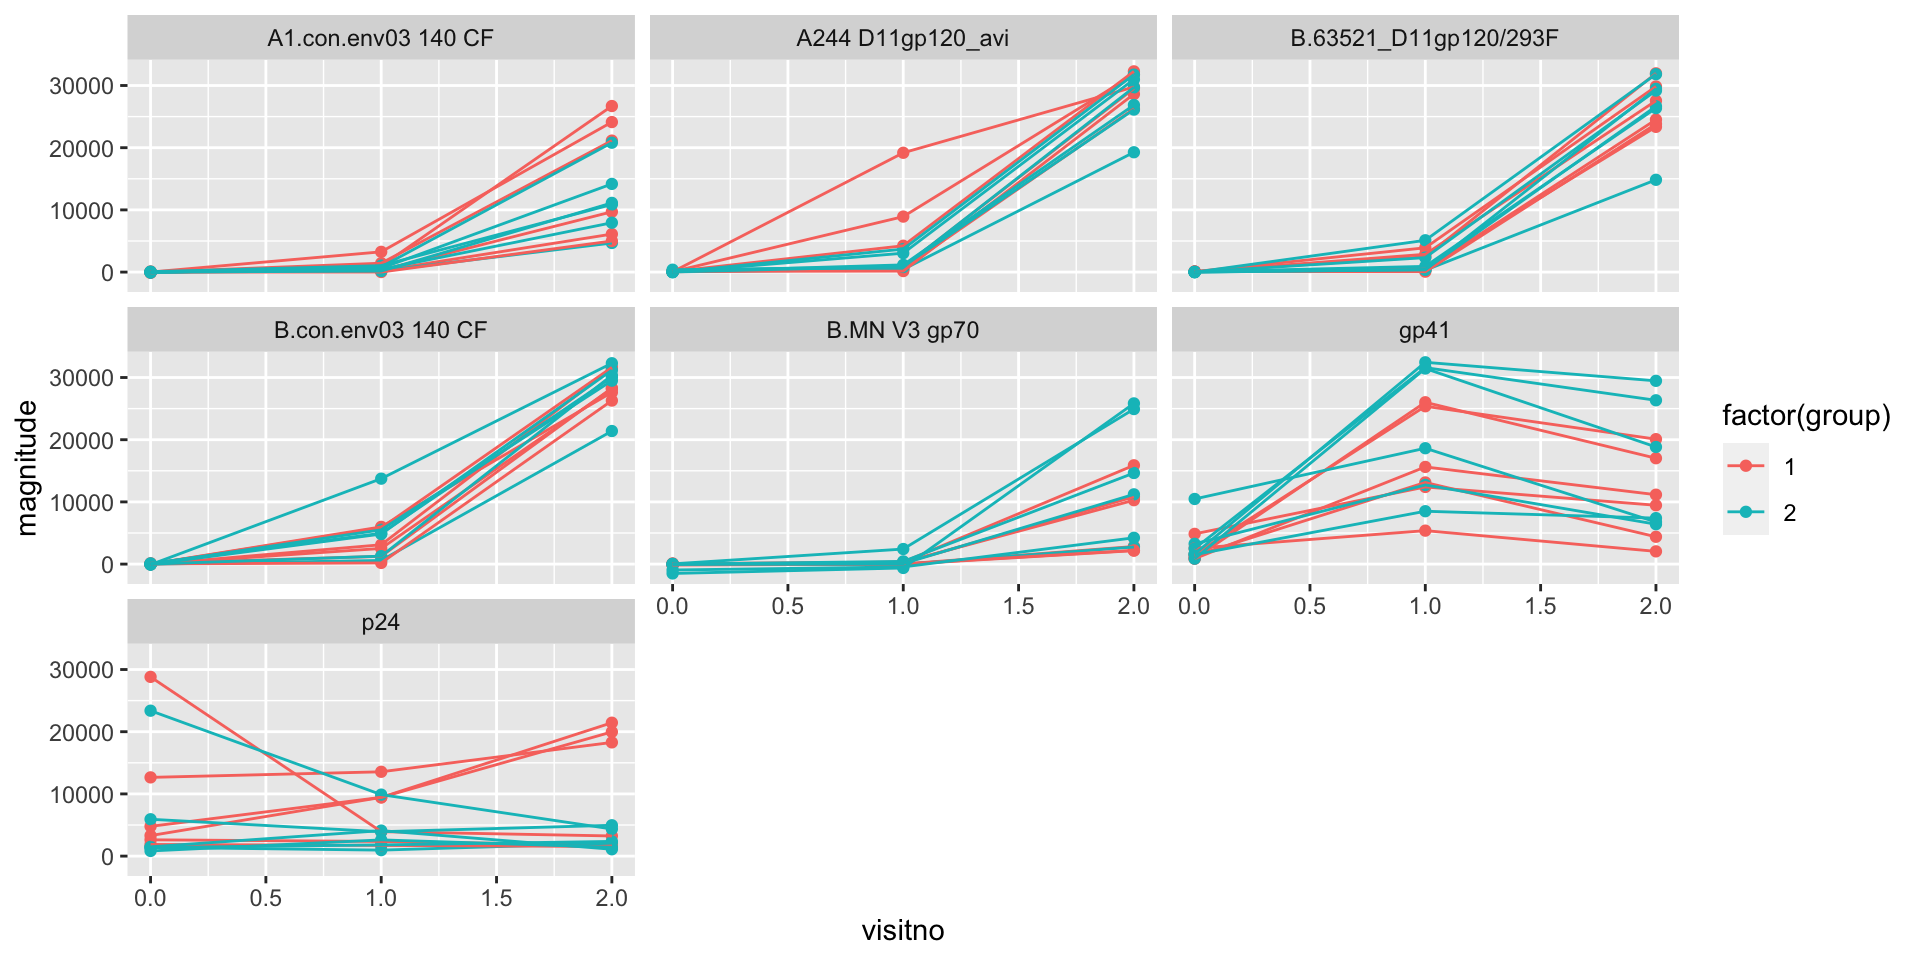 A1.con.env03 140 CF
A244 D11gp120_avi
B.63521_D11gp120/293F
30000
20000
10000
0
B.con.env03 140 CF
B.MN V3 gp70
gp41
30000
20000
10000
0
0.0 0.5 1.0 1.5 2.0
0.0 0.5 1.0 1.5 2.0
p24
30000
20000
10000
0
0.0 0.5 1.0 1.5 2.0
visitno
magnitude
factor(group)
1
2